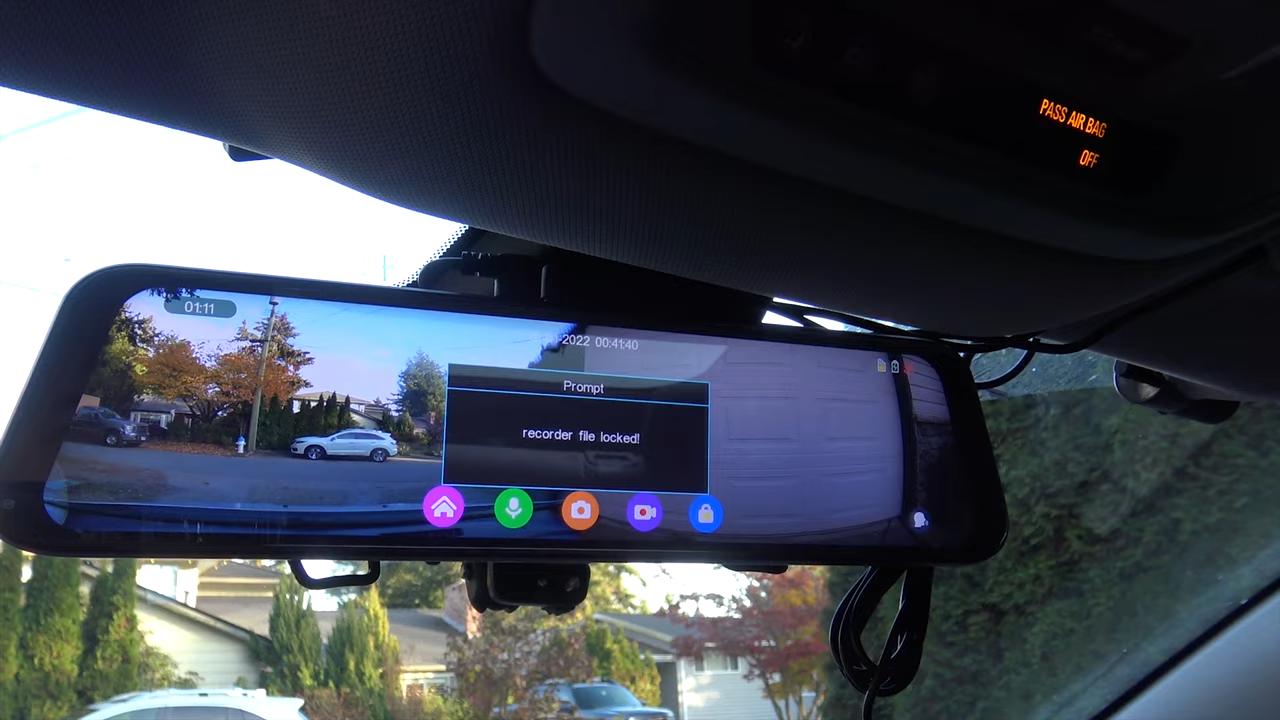 PASS AIR BAG
OFF
01:11
-2022 00:41:40
Prompt
recorder file locked!